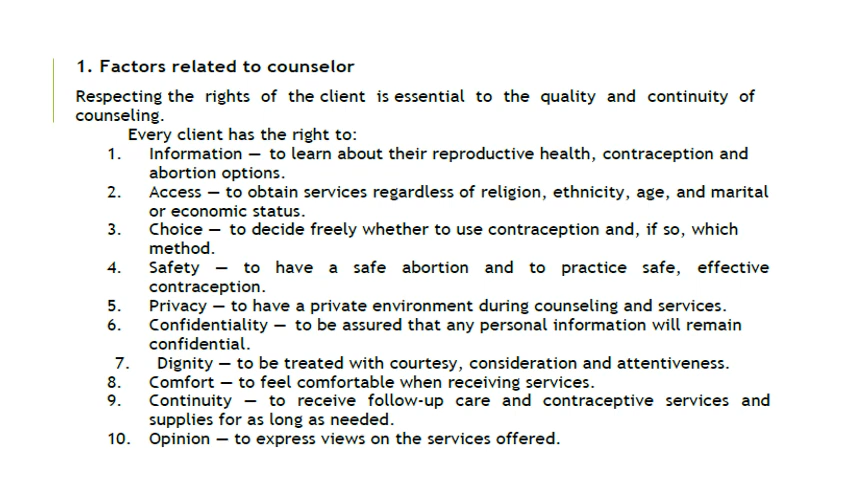 1. Factors related to counselor
Respecting the rights of the client is essential to the quality and continuity of
counseling.
Every client has the right to:
1. Information — to learn about their reproductive health, contraception and
abortion options.
2. Access — to obtain services regardless of religion, ethnicity, age, and marital
or economic status.
3. Choice — to decide freely whether to use contraception and, if so, which
method.
4. Safety — to have a safe abortion and to practice safe, effective
contraception.
5. Privacy — to have a private environment during counseling and services.
6. Confidentiality — to be assured that any personal information will remain
confidential.
7. Dignity — to be treated with courtesy, consideration and attentiveness.
8. Comfort — to feel comfortable when receiving services.
9. Continuity — to receive follow-up care and contraceptive services and
supplies for as long as needed.
10. Opinion — to express views on the services offered.